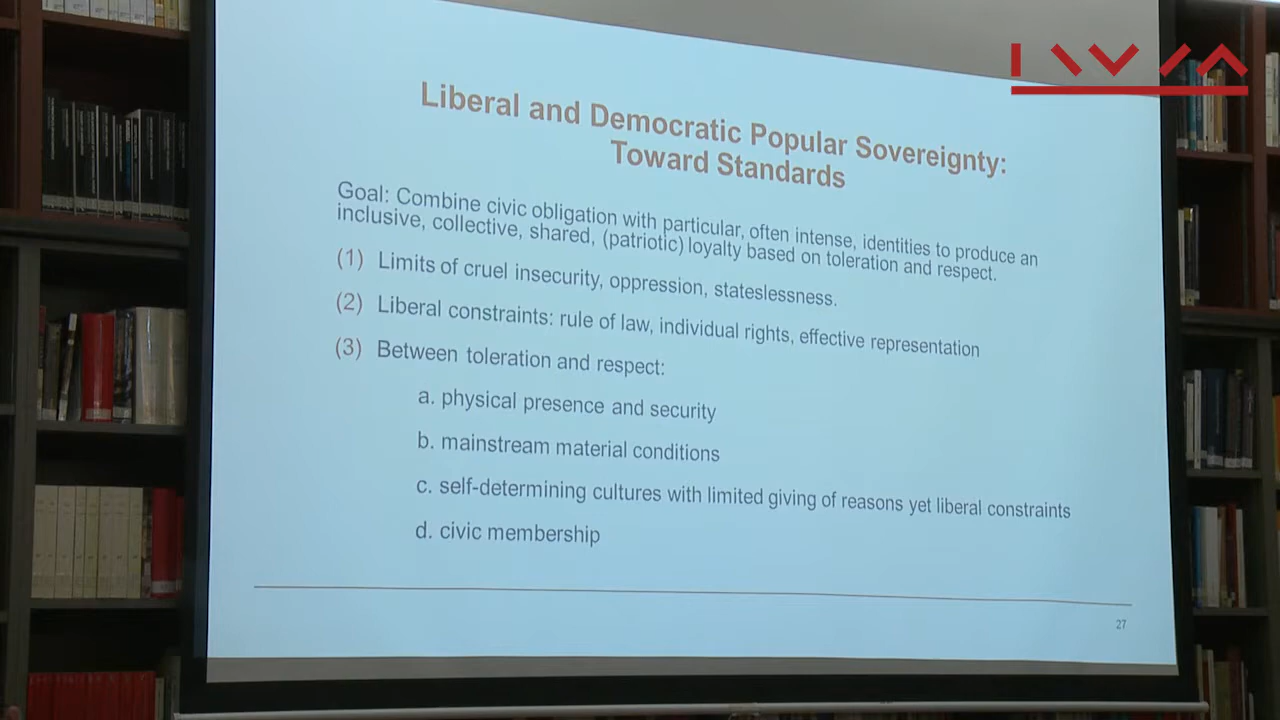 Liberal and Democratic Popular Sovereignty:
Toward Standards
Goal: Combine civic obligation with particular, often intense, identities to produce an
inclusive, collective, shared, (patriotic) loyalty based on toleration and respect.
(1) Limits of cruel insecurity, oppression, stateslessness.
(2) Liberal constraints: rule of law, individual rights, effective representation
(3) Between toleration and respect:
a. physical presence and security
b. mainstream material conditions
c. self-determining cultures with limited giving of reasons yet liberal constraints
d. civic membership
27